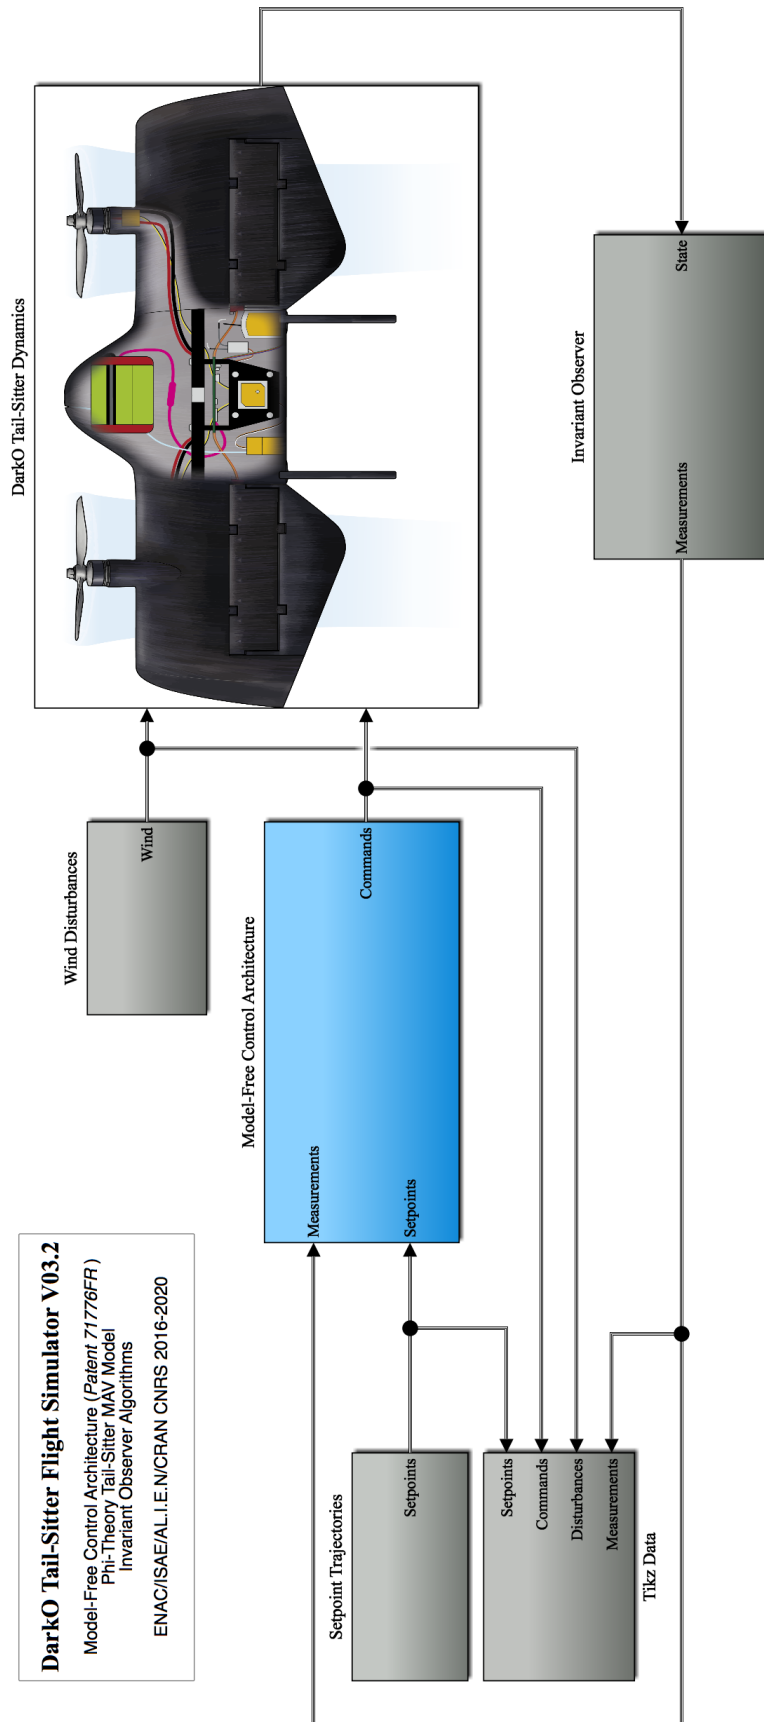 DarkO Tail-Sitter Flight Simulator V03.2
Model-Free Control Architecture (Patent 71776FR )
Phi-Theory Tail-Sitter MAV Model
Invariant Observer Algorithms
ENAC/ISAE/AL.I.E.N/CRAN CNRS 2016-2020
Wind Disturbances
Wind
DarkO Tail-Sitter Dynamics
Model-Free Control Architecture
Measurements
Setpoints
Commands
Setpoint Trajectories
Setpoints
Setpoints
Commands
Disturbances
Measurements
Tikz Data
Invariant Observer
Measurements
State